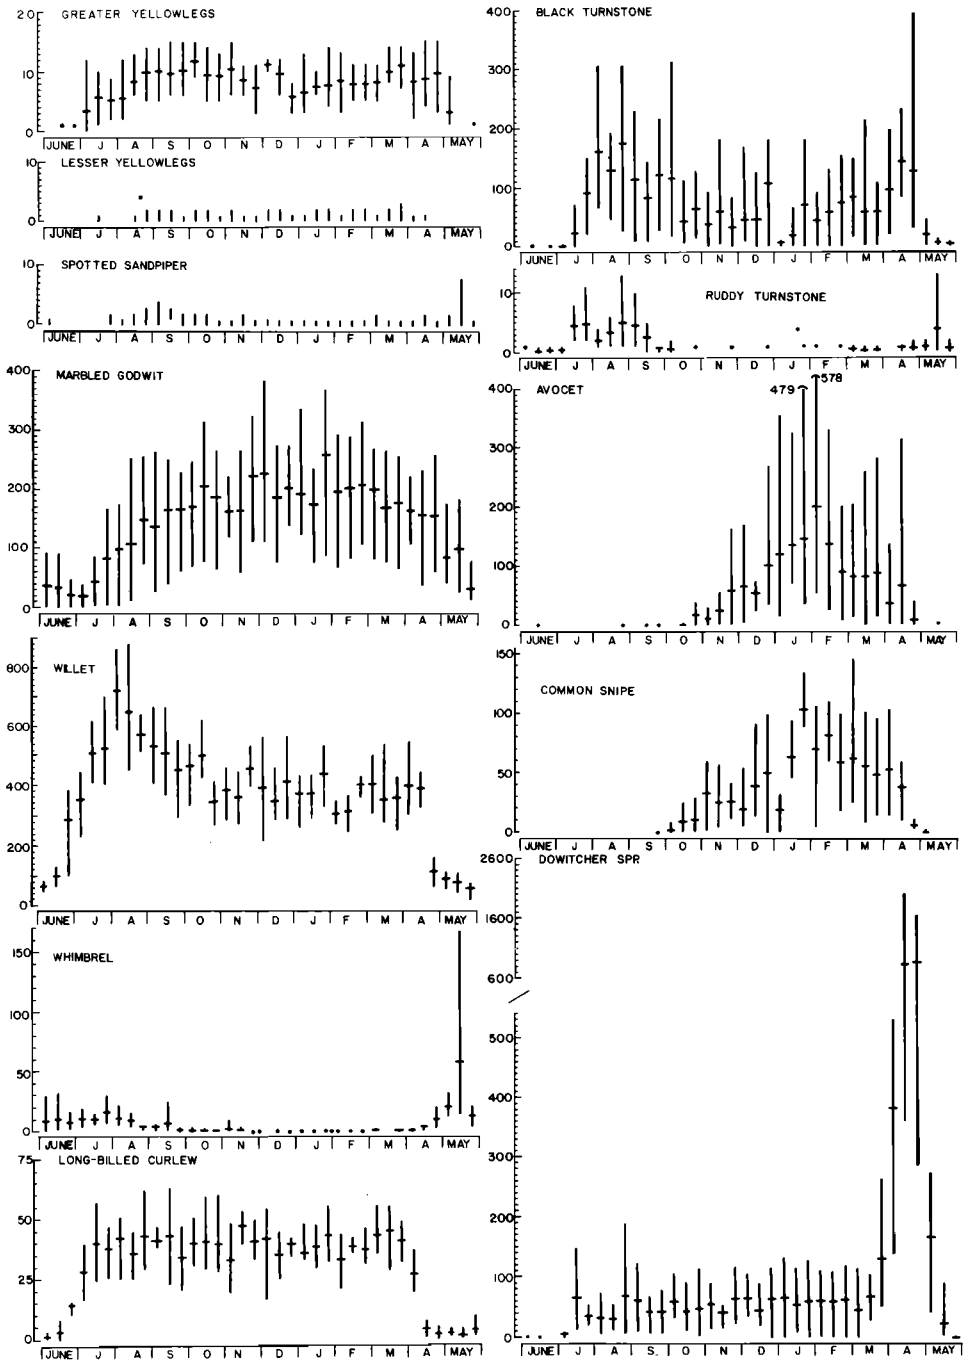 GREATER YELLOWLEGS
20
10
0
JUNE J A S O N D J F M A MAY
LESSER YELLOWLEGS
10
0
JUNE J A S O N D J F M A MAY
SPOTTED SANDPIPER
10
0
JUNE J A S O N D J F M A MAY
MARBLED GODWIT
400
300
200
100
0
JUNE J A S O N D J F M A MAY
WILLET
800
600
400
200
0
JUNE J A S O N D J F M A MAY
WHIMBREL
150
100
50
0
JUNE J A S O N D J F M A MAY
LONG-BILLED CURLEW
75
50
25
0
JUNE J A S O N D J F M A MAY
BLACK TURNSTONE
400
300
200
100
0
JUNE J A S O N D J F M A MAY
RUDDY TURNSTONE
10
0
JUNE J A S O N D J F M A MAY
AVOCET
479
578
400
300
200
100
0
JUNE J A S O N D J F M A MAY
COMMON SNIPE
150
100
50
0
JUNE J A S O N D J F M A MAY
DOWITCHER SPR
2600
1600
600
500
400
300
200
100
0
JUNE J A S O N D J F M A MAY